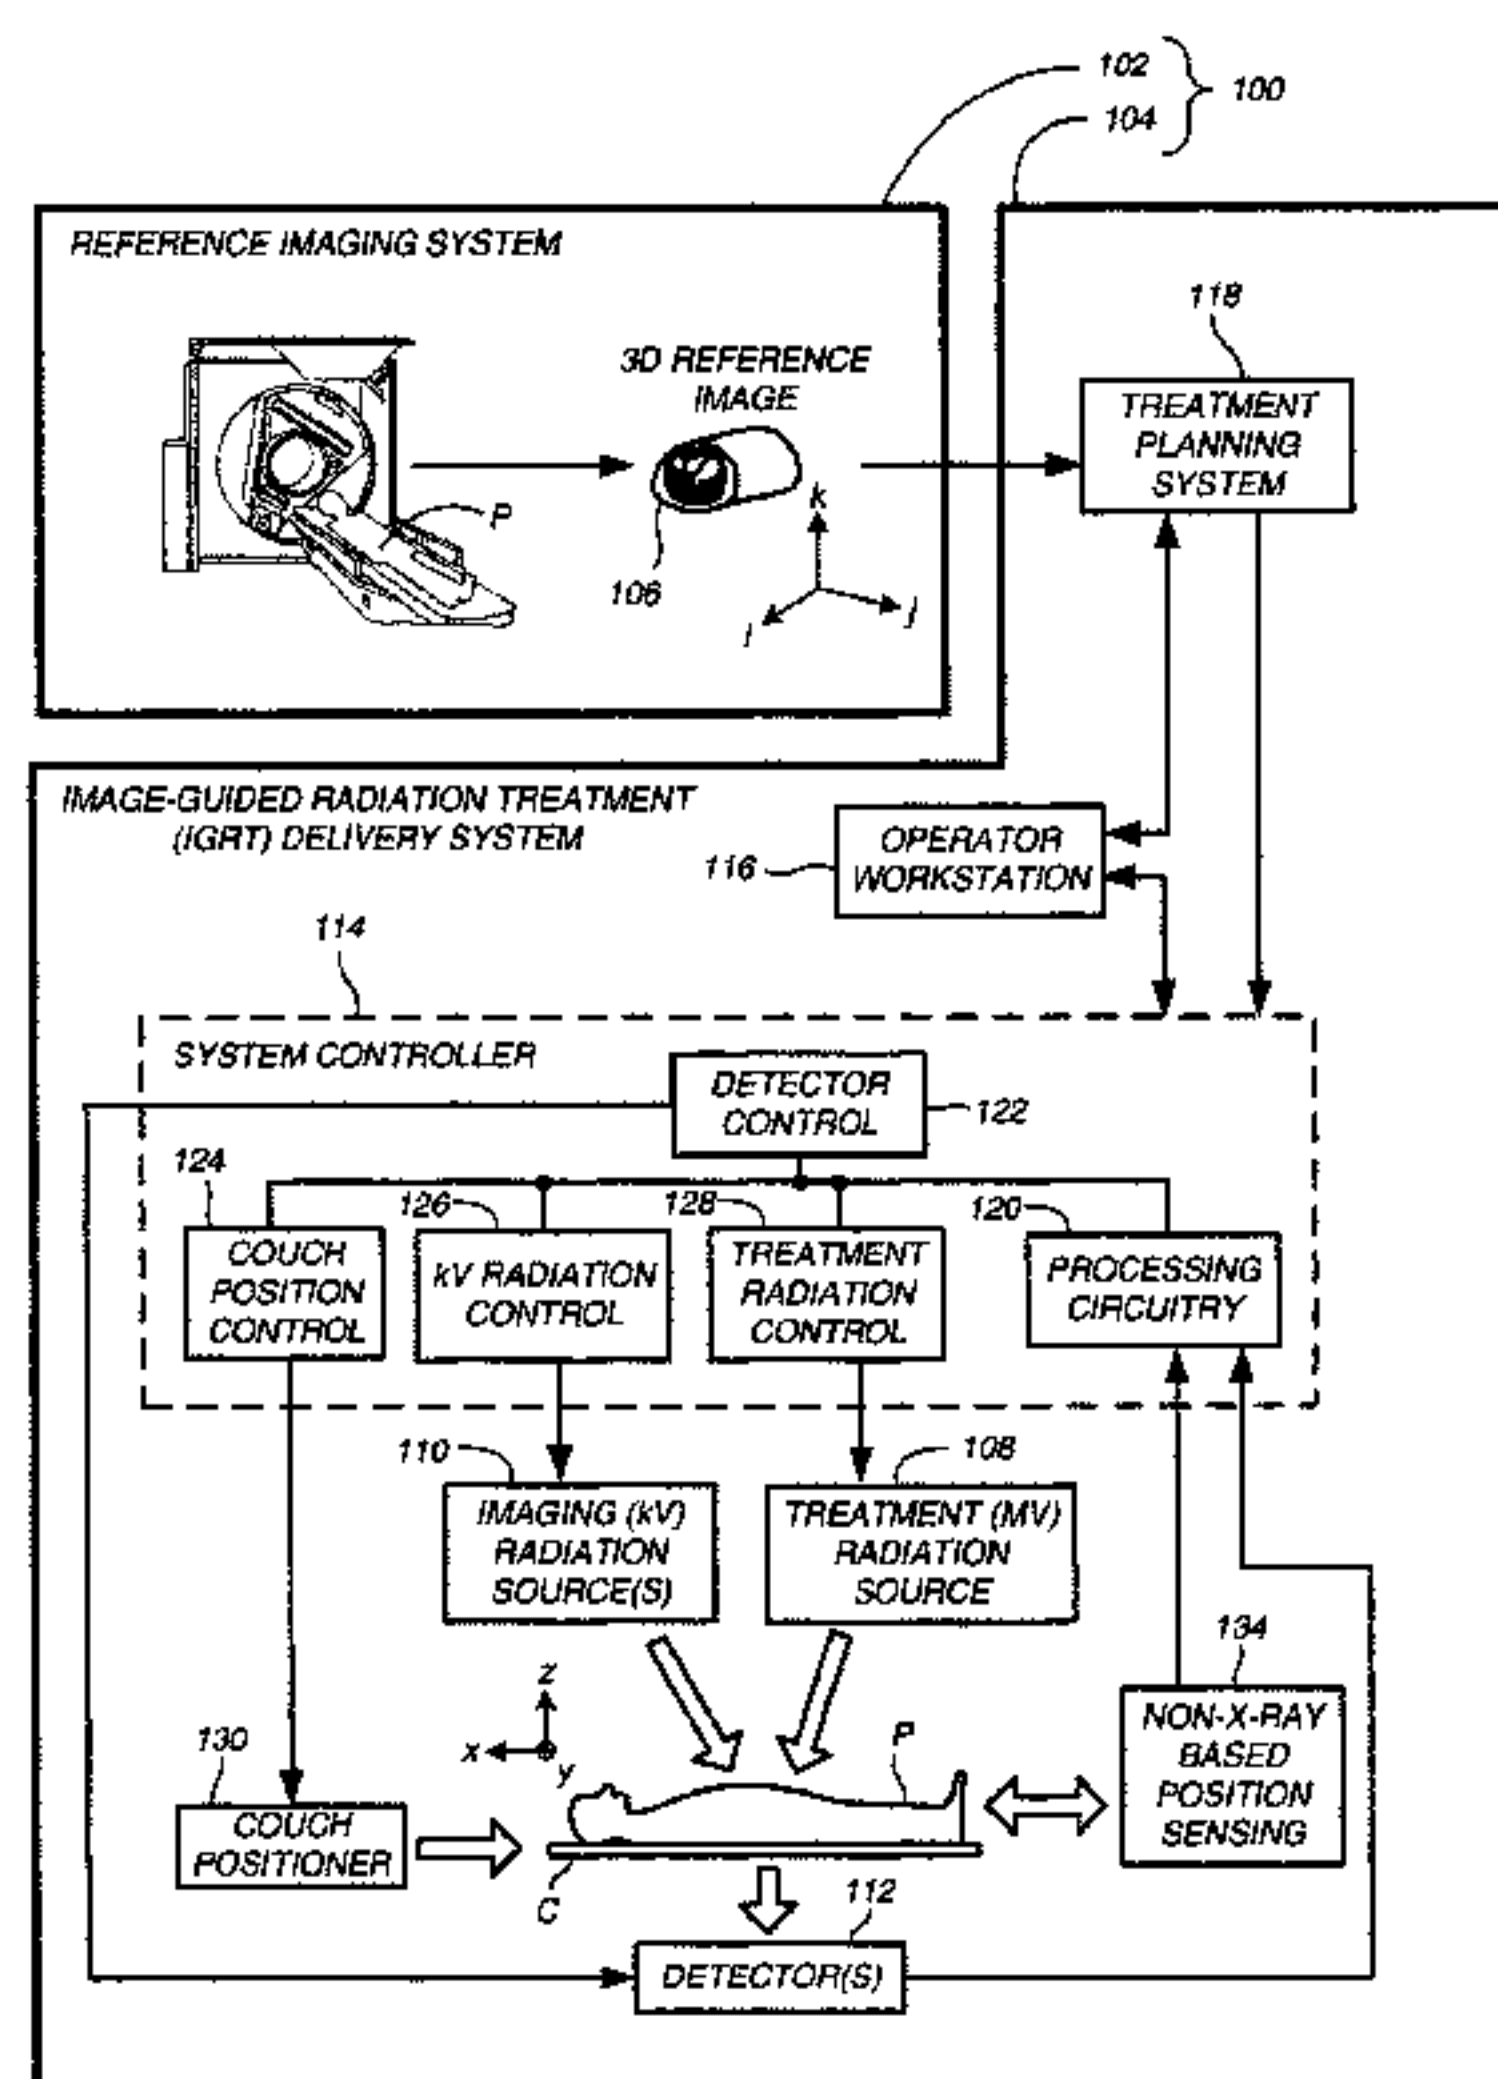 102
100
104
REFERENCE IMAGING SYSTEM
118
3D REFERENCE
IMAGE
TREATMENT
PLANNING
SYSTEM
P
k
106
i
j
IMAGE-GUIDED RADIATION TREATMENT
(IGRT) DELIVERY SYSTEM
OPERATOR
WORKSTATION
116
114
SYSTEM CONTROLLER
DETECTOR
CONTROL
122
124
126
128
120
COUCH
POSITION
CONTROL
kV RADIATION
CONTROL
TREATMENT
RADIATION
CONTROL
PROCESSING
CIRCUITRY
110
108
IMAGING (kV)
RADIATION
SOURCE(S)
TREATMENT (MV)
RADIATION
SOURCE
134
NON-X-RAY
BASED
POSITION
SENSING
z
x
y
P
130
COUCH
POSITIONER
C
112
DETECTOR(S)